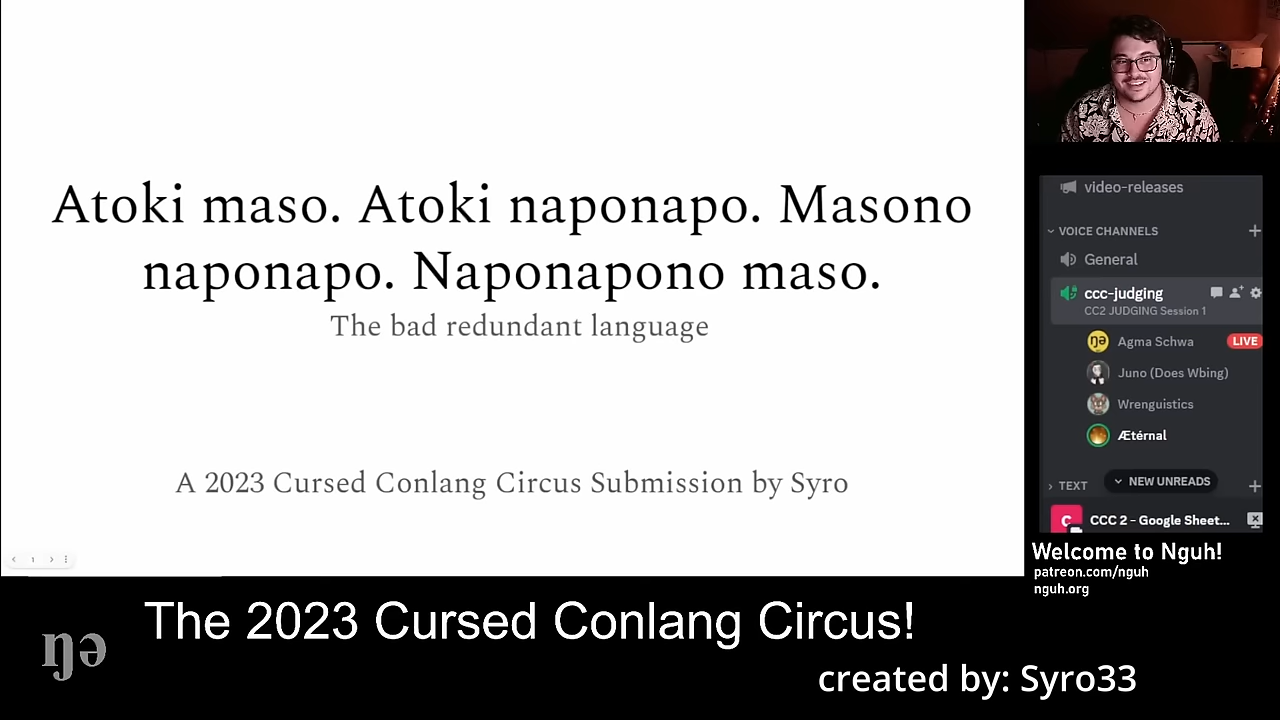 Atoki maso. Atoki naponapo. Masono
naponapo. Naponapono maso.
The bad redundant language
A 2023 Cursed Conlang Circus Submission by Syro
1
video-releases
VOICE CHANNELS
General
ccc-judging
CC2 JUDGING Session 1
ŋə Agma Schwa LIVE
Juno (Does Wbing)
Wrenguistics
Ætérnal
TEXT NEW UNREADS
C CCC 2 – Google Sheet...
Welcome to Nguh!
patreon.com/nguh
nguh.org
ŋə
The 2023 Cursed Conlang Circus!
created by: Syro33